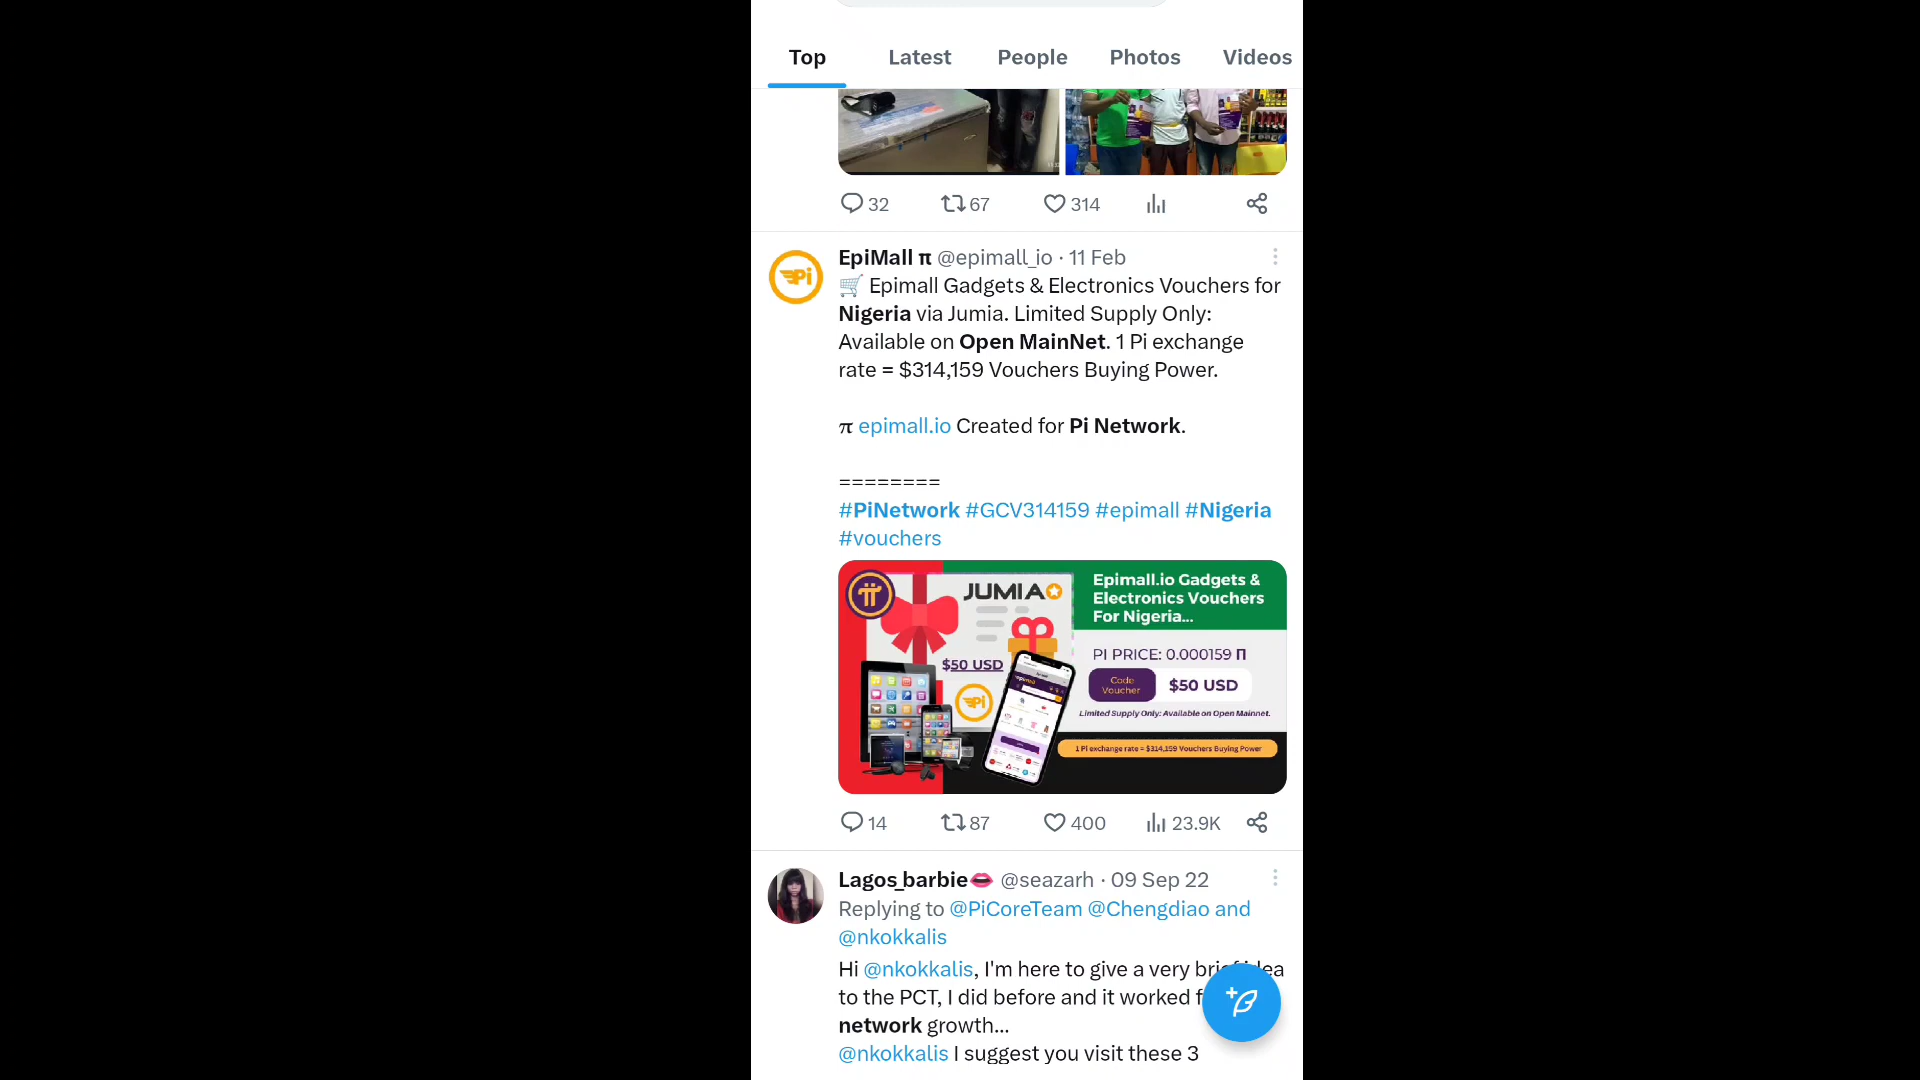 Top Latest People Photos Videos
32 67 314
EpiMall π @epimall_io · 11 Feb
🛒 Epimall Gadgets & Electronics Vouchers for
Nigeria via Jumia. Limited Supply Only:
Available on Open MainNet. 1 Pi exchange
rate = $314,159 Vouchers Buying Power.
π epimall.io Created for Pi Network.
========
#PiNetwork #GCV314159 #epimall #Nigeria
#vouchers
JUMIA
$50 USD
Pi
Epimall.io Gadgets &
Electronics Vouchers
For Nigeria...
PI PRICE: 0.000159 Π
Code
Voucher
$50 USD
Limited Supply Only: Available on Open Mainnet.
1 Pi exchange rate = $314,159 Vouchers Buying Power
14 87 400 23.9K
Lagos_barbie👄 @seazarh · 09 Sep 22
Replying to @PiCoreTeam @Chengdiao and
@nkokkalis
Hi @nkokkalis, I'm here to give a very brief idea
to the PCT, I did before and it worked
network growth...
@nkokkalis I suggest you visit these 3